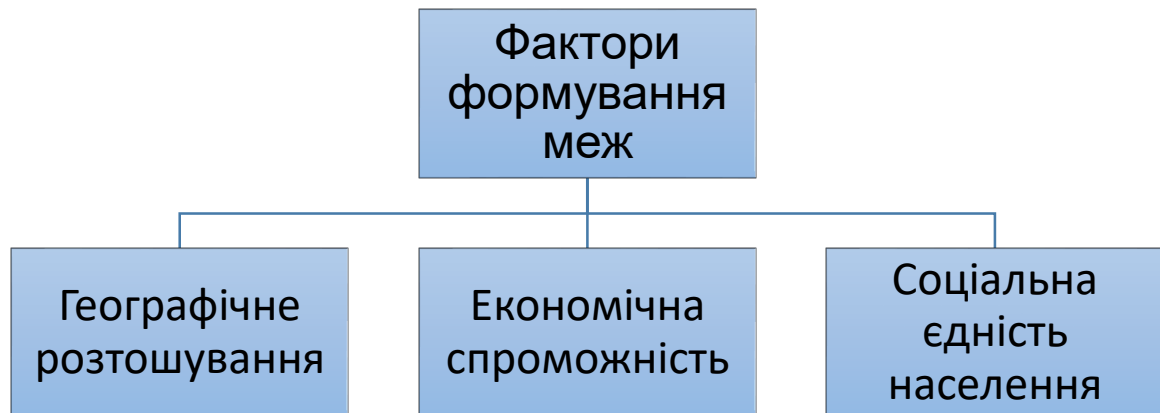 Фактори
формування
меж
Географічне
розтошування
Економічна
спроможність
Соціальна
єдність
населення